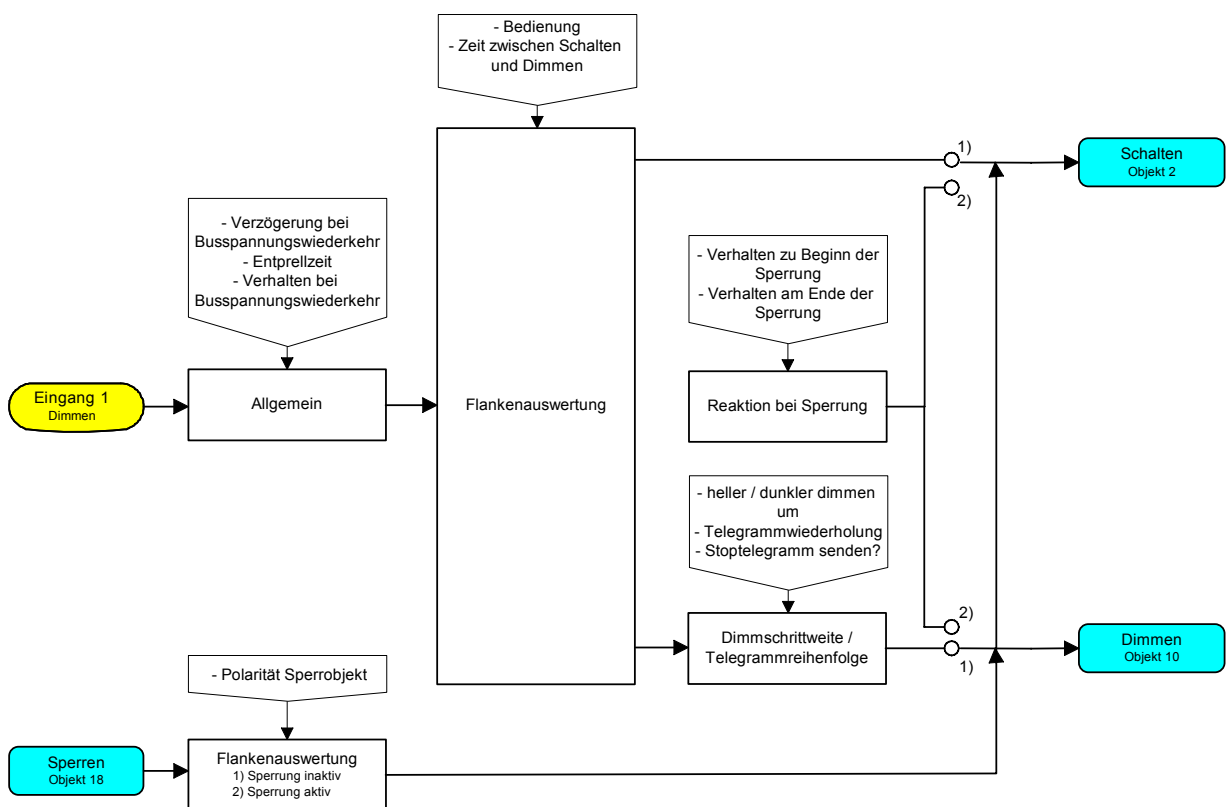 - Bedienung
- Zeit zwischen Schalten
und Dimmen
1)
Schalten
Objekt 2
2)
- Verzögerung bei
Busspannungswiederkehr
- Entprellzeit
- Verhalten bei
Busspannungswiederkehr
- Verhalten zu Beginn der
Sperrung
- Verhalten am Ende der
Sperrung
Eingang 1
Dimmen
Allgemein
Flankenauswertung
Reaktion bei Sperrung
- heller / dunkler dimmen
um
- Telegrammwiederholung
- Stoptelegramm senden?
2)
Dimmschrittweite /
Telegrammreihenfolge
1)
Dimmen
Objekt 10
- Polarität Sperrobjekt
Sperren
Objekt 18
Flankenauswertung
1) Sperrung inaktiv
2) Sperrung aktiv